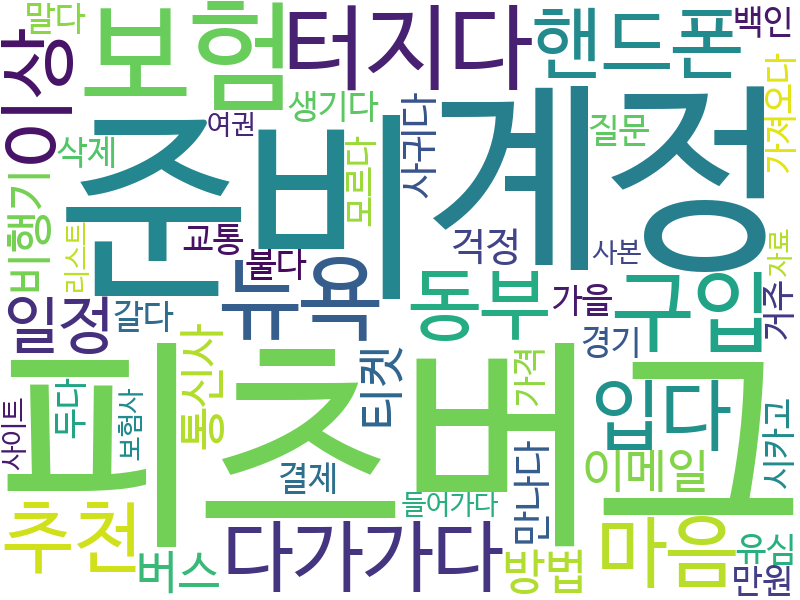 말다
보험
터지다
핸드폰
백인
이상
삭제
준비
여권
생기다
사귀다
계정
질문
가져오다
비행기
모르다
교통
불다
걱정
사본
자료
리스트
뉴욕
동부
가을
구입
거주
일정
갈다
경기
피츠버그
통신사
티켓
가격
입다
시카고
두다
보험사
사이트
결제
들어가다
만나다
이메일
추천
버스
다가가다
방법
마음
유심
만원